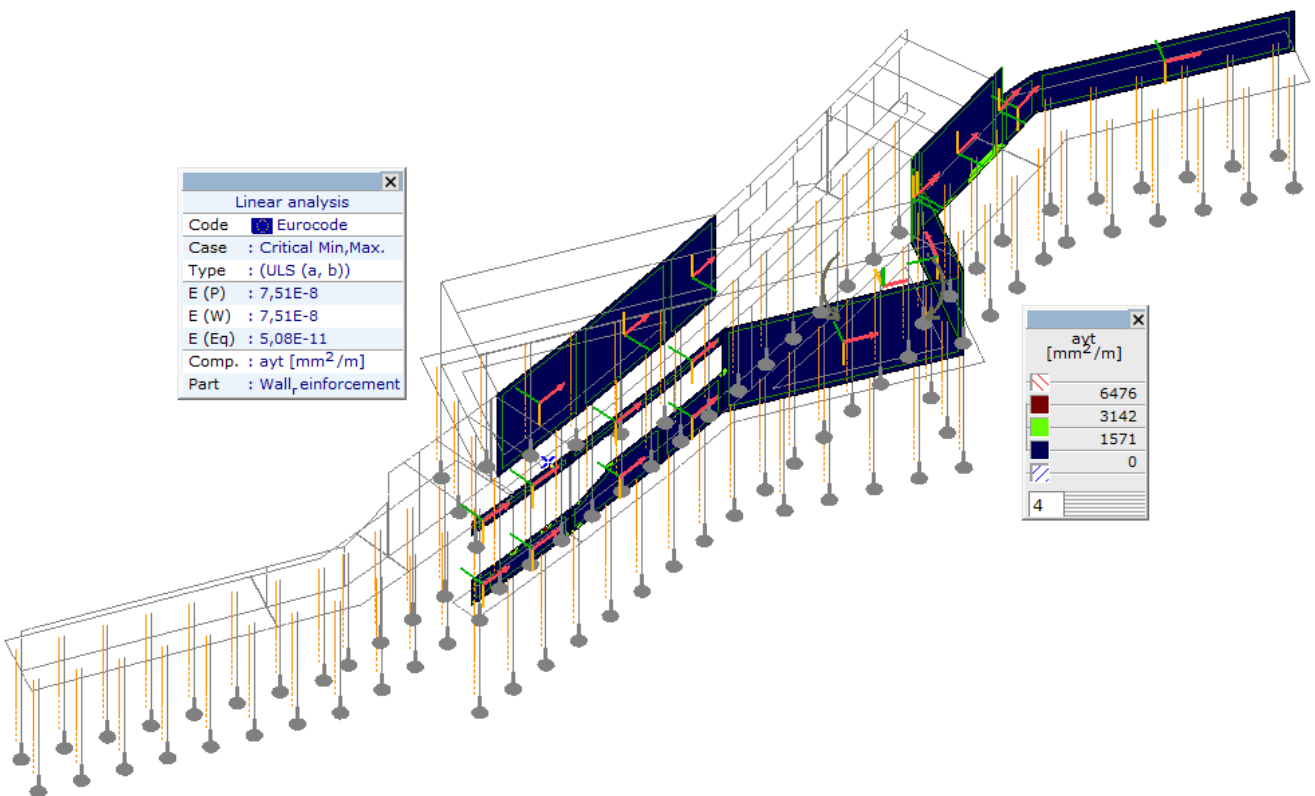 Linear analysis
Code Eurocode
Case : Critical Min,Max.
Type : (ULS (a, b))
E (P) : 7,51E-8
E (W) : 7,51E-8
E (Eq) : 5,08E-11
Comp. : ayt [mm²/m]
Part : Wall,einforcement
ayt
[mm²/m]
6476
3142
1571
0
4